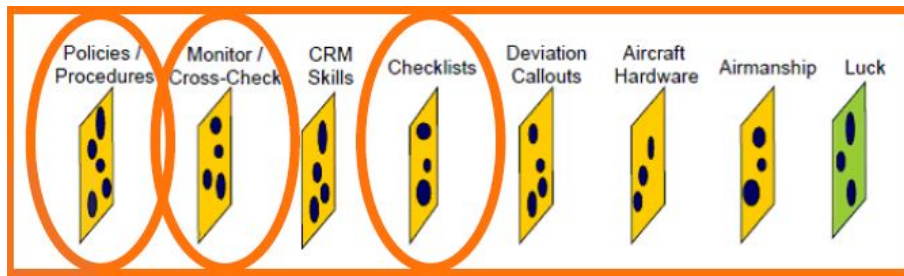 Policies /
Procedures
Monitor /
Cross-Check
CRM
Skills
Checklists
Deviation
Callouts
Aircraft
Hardware
Airmanship
Luck